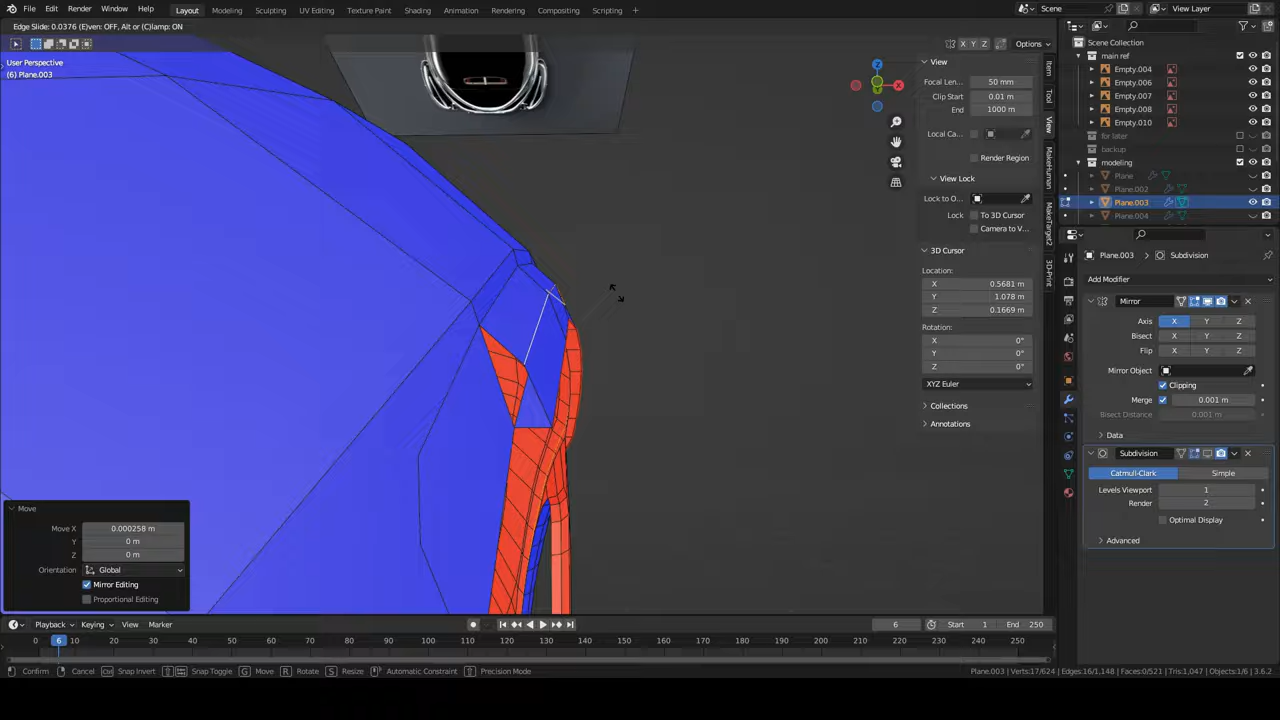 File Edit Render Window Help Layout Modeling Sculpting UV Editing Texture Paint Shading Animation Rendering Compositing Scripting + Scene View Layer
Edge Slide: 0.0376 (E)ven: OFF, Alt or (C)lamp: ON
X Y Z Options
User Perspective
(6) Plane.003
Z
X
View
Focal Len... 50 mm
Clip Start 0.01 m
End 1000 m
Local Ca...
Render Region
View Lock
Lock to O...
Lock To 3D Cursor
Camera to V...
3D Cursor
Location:
X 0.5681 m
Y 1.078 m
Z 0.1669 m
Rotation:
X 0°
Y 0°
Z 0°
XYZ Euler
Collections
Annotations
Item
Tool
View
MakeHuman
MakeTarget2
3D-Print
Scene Collection
main ref
Empty.004
Empty.006
Empty.007
Empty.008
Empty.010
for later
backup
modeling
Plane
Plane.002
Plane.003
Plane.004
Plane.003 Subdivision
Add Modifier
Mirror
Axis X Y Z
Bisect X Y Z
Flip X Y Z
Mirror Object
Clipping
Merge 0.001 m
Bisect Distance 0.001 m
Data
Subdivision
Catmull-Clark Simple
Levels Viewport 1
Render 2
Optimal Display
Advanced
Move
Move X 0.000258 m
Y 0 m
Z 0 m
Orientation Global
Mirror Editing
Proportional Editing
Playback Keying View Marker 6 Start 1 End 250
0 6 10 20 30 40 50 60 70 80 90 100 110 120 130 140 150 160 170 180 190 200 210 220 230 240 250
Confirm Cancel Ctrl Snap Invert Snap Toggle G Move R Rotate S Resize Automatic Constraint Precision Mode Plane.003 | Verts:17/624 | Edges:16/1,148 | Faces:0/521 | Tris:1,047 | Objects:1/6 | 3.6.2